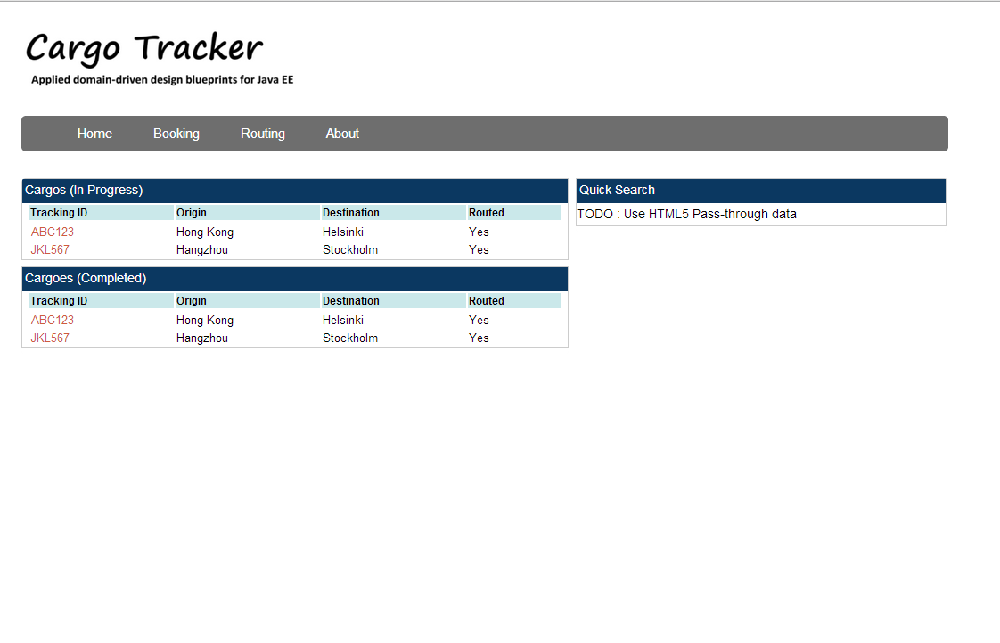 Cargo Tracker
Applied domain-driven design blueprints for Java EE
Home Booking Routing About
Cargos (In Progress)
Tracking ID Origin Destination Routed
ABC123 Hong Kong Helsinki Yes
JKL567 Hangzhou Stockholm Yes
Cargoes (Completed)
Tracking ID Origin Destination Routed
ABC123 Hong Kong Helsinki Yes
JKL567 Hangzhou Stockholm Yes
Quick Search
TODO : Use HTML5 Pass-through data